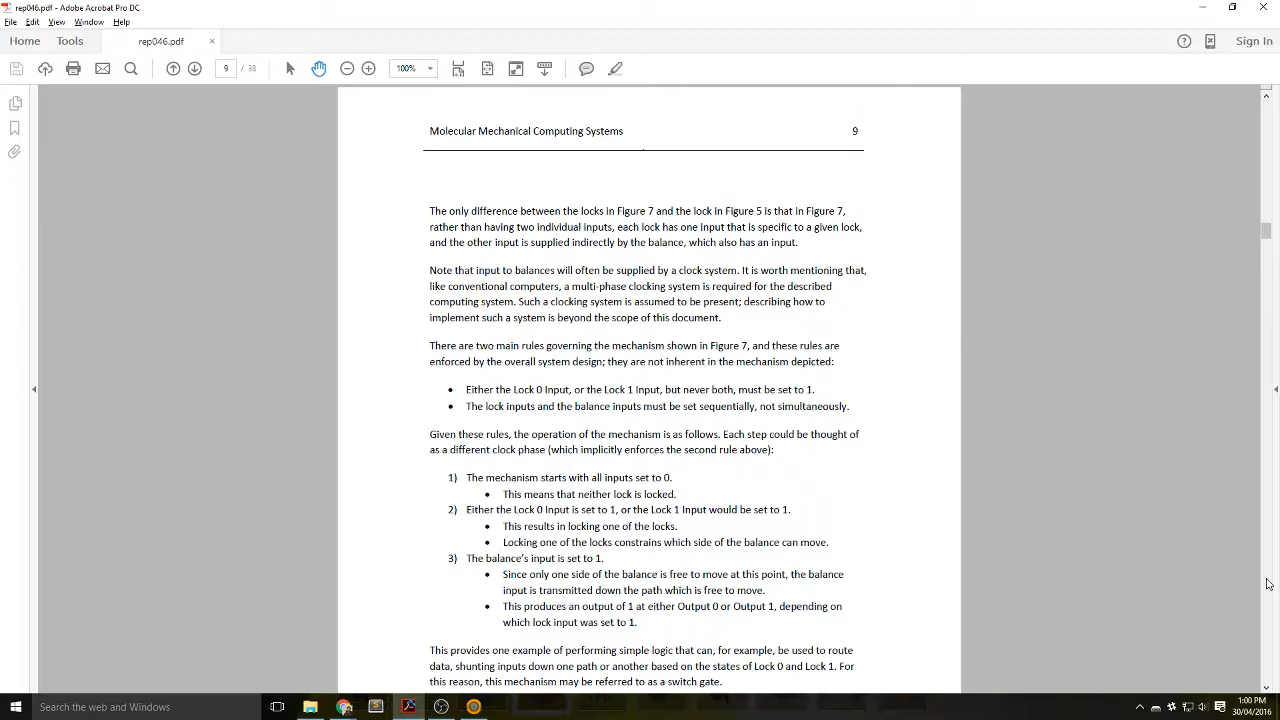 rep046.pdf - Adobe Acrobat Pro DC
File Edit View Window Help
Home Tools rep046.pdf × Sign In
9 / 38 100%
Molecular Mechanical Computing Systems 9
The only difference between the locks in Figure 7 and the lock in Figure 5 is that in Figure 7,
rather than having two individual inputs, each lock has one input that is specific to a given lock,
and the other input is supplied indirectly by the balance, which also has an input.
Note that input to balances will often be supplied by a clock system. It is worth mentioning that,
like conventional computers, a multi-phase clocking system is required for the described
computing system. Such a clocking system is assumed to be present; describing how to
implement such a system is beyond the scope of this document.
There are two main rules governing the mechanism shown in Figure 7, and these rules are
enforced by the overall system design; they are not inherent in the mechanism depicted:
• Either the Lock 0 Input, or the Lock 1 Input, but never both, must be set to 1.
• The lock inputs and the balance inputs must be set sequentially, not simultaneously.
Given these rules, the operation of the mechanism is as follows. Each step could be thought of
as a different clock phase (which implicitly enforces the second rule above):
1) The mechanism starts with all inputs set to 0.
• This means that neither lock is locked.
2) Either the Lock 0 Input is set to 1, or the Lock 1 Input would be set to 1.
• This results in locking one of the locks.
• Locking one of the locks constrains which side of the balance can move.
3) The balance's input is set to 1.
• Since only one side of the balance is free to move at this point, the balance
input is transmitted down the path which is free to move.
• This produces an output of 1 at either Output 0 or Output 1, depending on
which lock input was set to 1.
This provides one example of performing simple logic that can, for example, be used to route
data, shunting inputs down one path or another based on the states of Lock 0 and Lock 1. For
this reason, this mechanism may be referred to as a switch gate.
Search the web and Windows
1:00 PM
30/04/2016